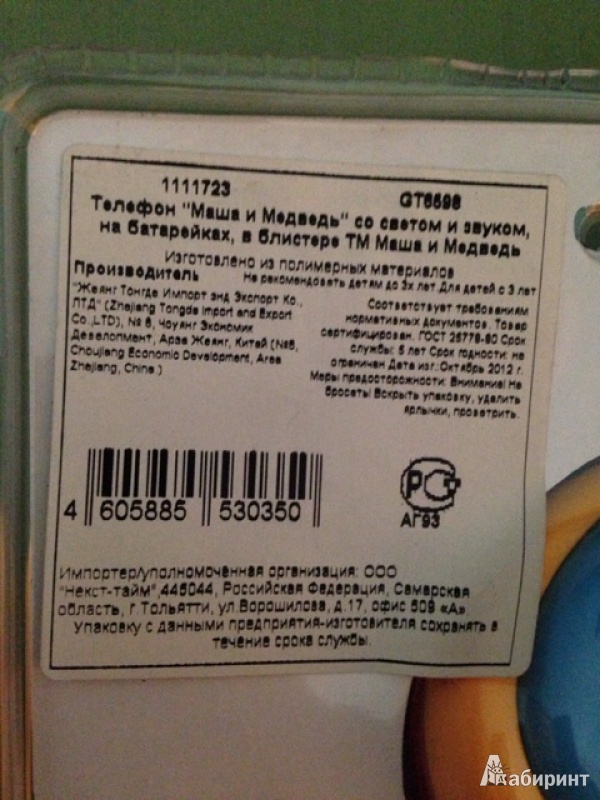 1111723 GT6598
Телефон "Маша и Медведь" со светом и звуком,
на батарейках, в блистере ТМ Маша и Медведь
Изготовлено из полимерных материалов
Не рекомендовать детям до 3х лет Для детей с 3 лет
Производитель
"Жеянг Тонгде Импорт энд Экспорт Ко.,
ЛТД" (Zhejiang Tongde Import and Export
Co.,LTD), № 8, Чоуянг Экономик
Девелопмент, Ареа Жеянг, Китай (№8,
Choujiang Economic Development, Area
Zhejiang, China )
Соответствует требованиям
нормативных документов. Товар
сертифицирован. ГОСТ 25779-90 Срок
службы: 5 лет Срок годности: не
ограничен Дата изг.:Октябрь 2012 г.
Меры предосторожности: Внимание! Не
бросать! Вскрыть упаковку, удалить
ярлычки, проветрить.
4 605885 530350
РСТ
АГ93
Импортер/уполномоченная организация: ООО
"Некст-тайм",445044, Российская Федерация, Самарская
область, г.Тольятти, ул.Ворошилова, д.17, офис 509 «А»
Упаковку с данными предприятия-изготовителя сохранять в
течение срока службы.
Лабиринт